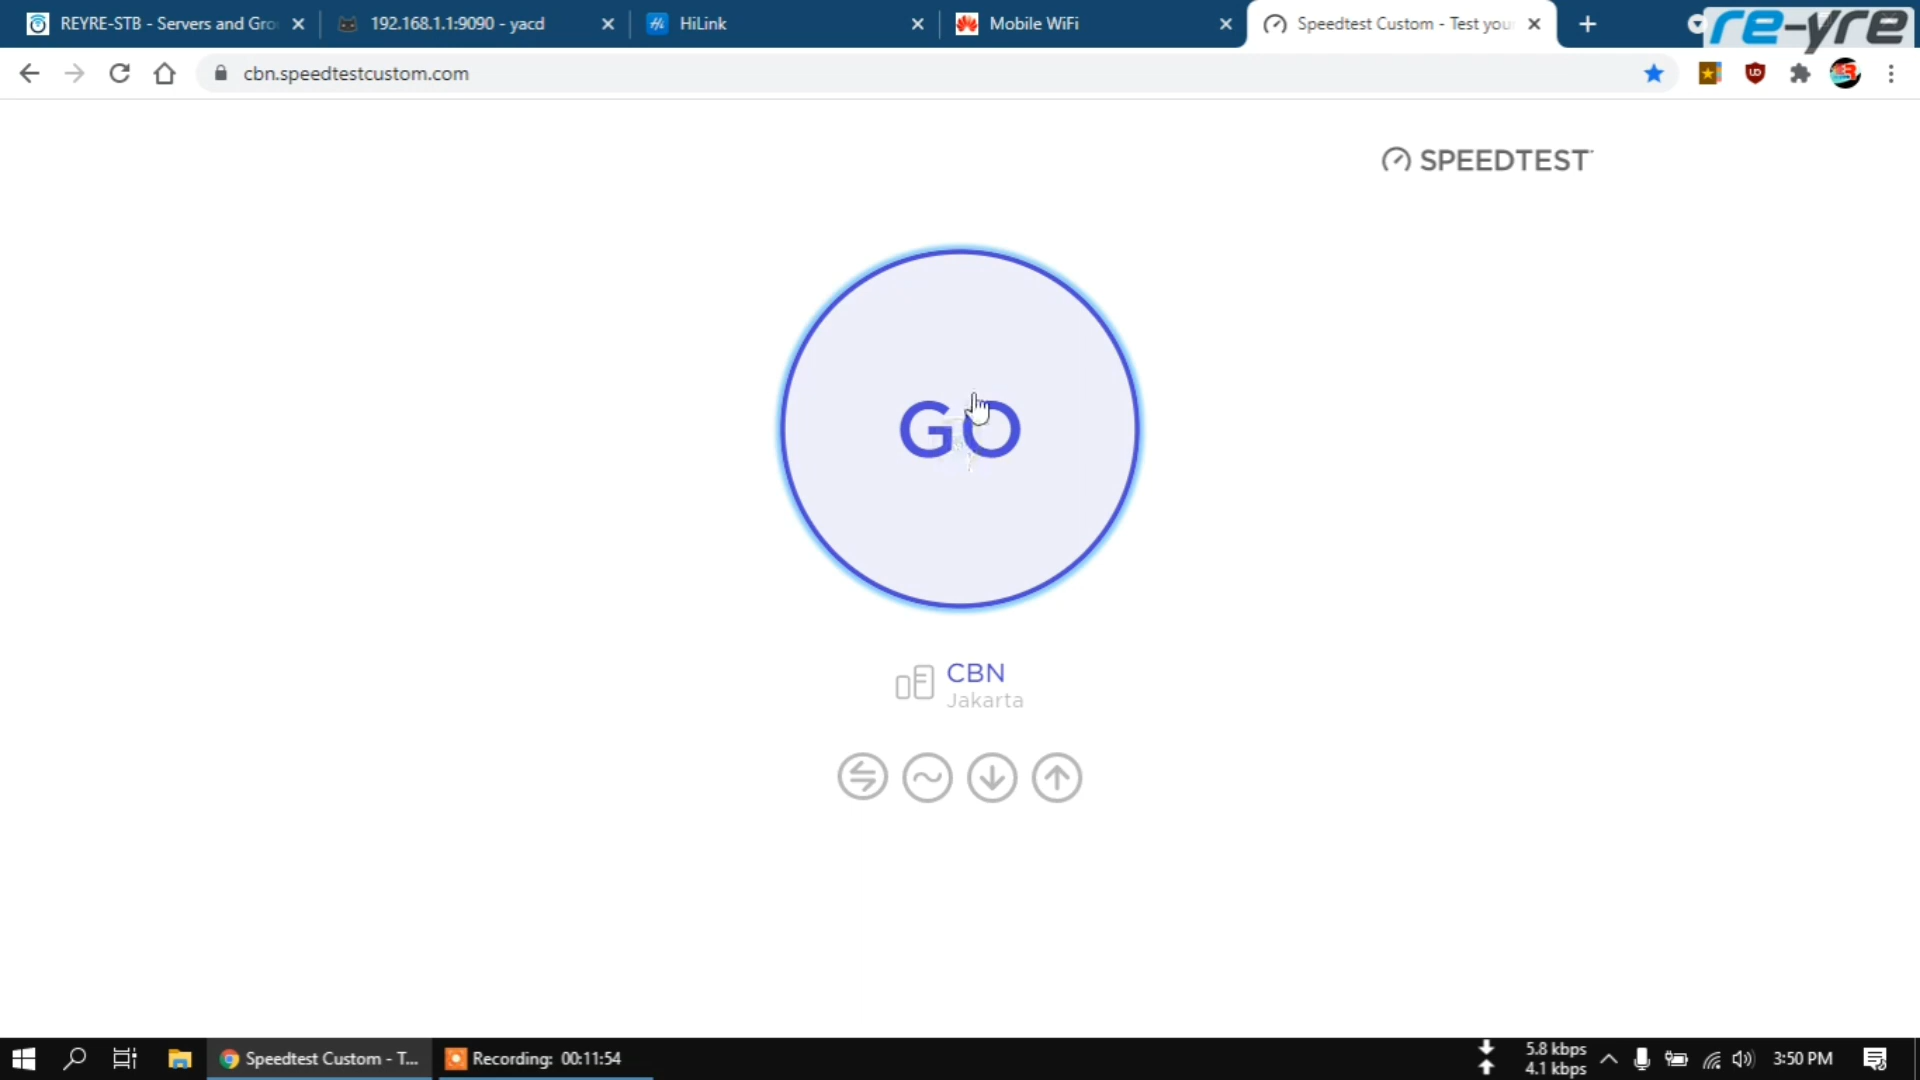 REYRE-STB - Servers and Gro
192.168.1.1:9090 - yacd
HiLink
Mobile WiFi
Speedtest Custom - Test your
re-yre
cbn.speedtestcustom.com
SPEEDTEST
GO
CBN
Jakarta
Speedtest Custom - T...
Recording: 00:11:54
5.8 kbps
4.1 kbps
3:50 PM